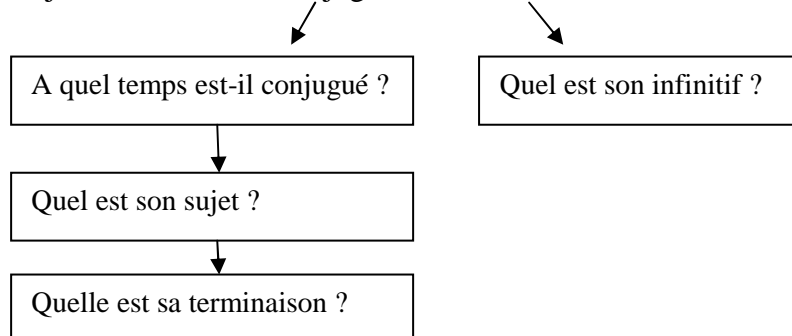 A quel temps est-il conjugué ?
Quel est son infinitif ?
Quel est son sujet ?
Quelle est sa terminaison ?